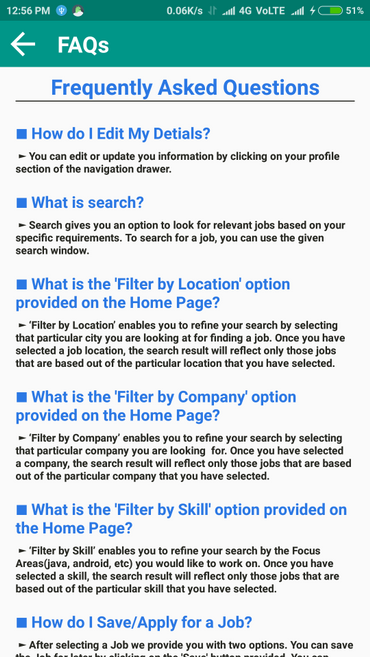 12:56 PM 0.06K/s 4G VoLTE 51%
FAQs
Frequently Asked Questions
■ How do I Edit My Detials?
► You can edit or update you information by clicking on your profile
section of the navigation drawer.
■ What is search?
► Search gives you an option to look for relevant jobs based on your
specific requirements. To search for a job, you can use the given
search window.
■ What is the 'Filter by Location' option
provided on the Home Page?
► ‘Filter by Location’ enables you to refine your search by selecting
that particular city you are looking at for finding a job. Once you have
selected a job location, the search result will reflect only those jobs
that are based out of the particular location that you have selected.
■ What is the 'Filter by Company' option
provided on the Home Page?
► ‘Filter by Company’ enables you to refine your search by selecting
that particular company you are looking  for. Once you have selected
a company, the search result will reflect only those jobs that are based
out of the particular company that you have selected.
■ What is the 'Filter by Skill' option provided on
the Home Page?
► ‘Filter by Skill’ enables you to refine your search by the Focus
Areas(java, android, etc) you would like to work on. Once you have
selected a skill, the search result will reflect only those jobs that are
based out of the particular skill that you have selected.
■ How do I Save/Apply for a Job?
► After selecting a Job we provide you with two options. You can save
the Job for later by clicking on the 'Save' button provided. You can